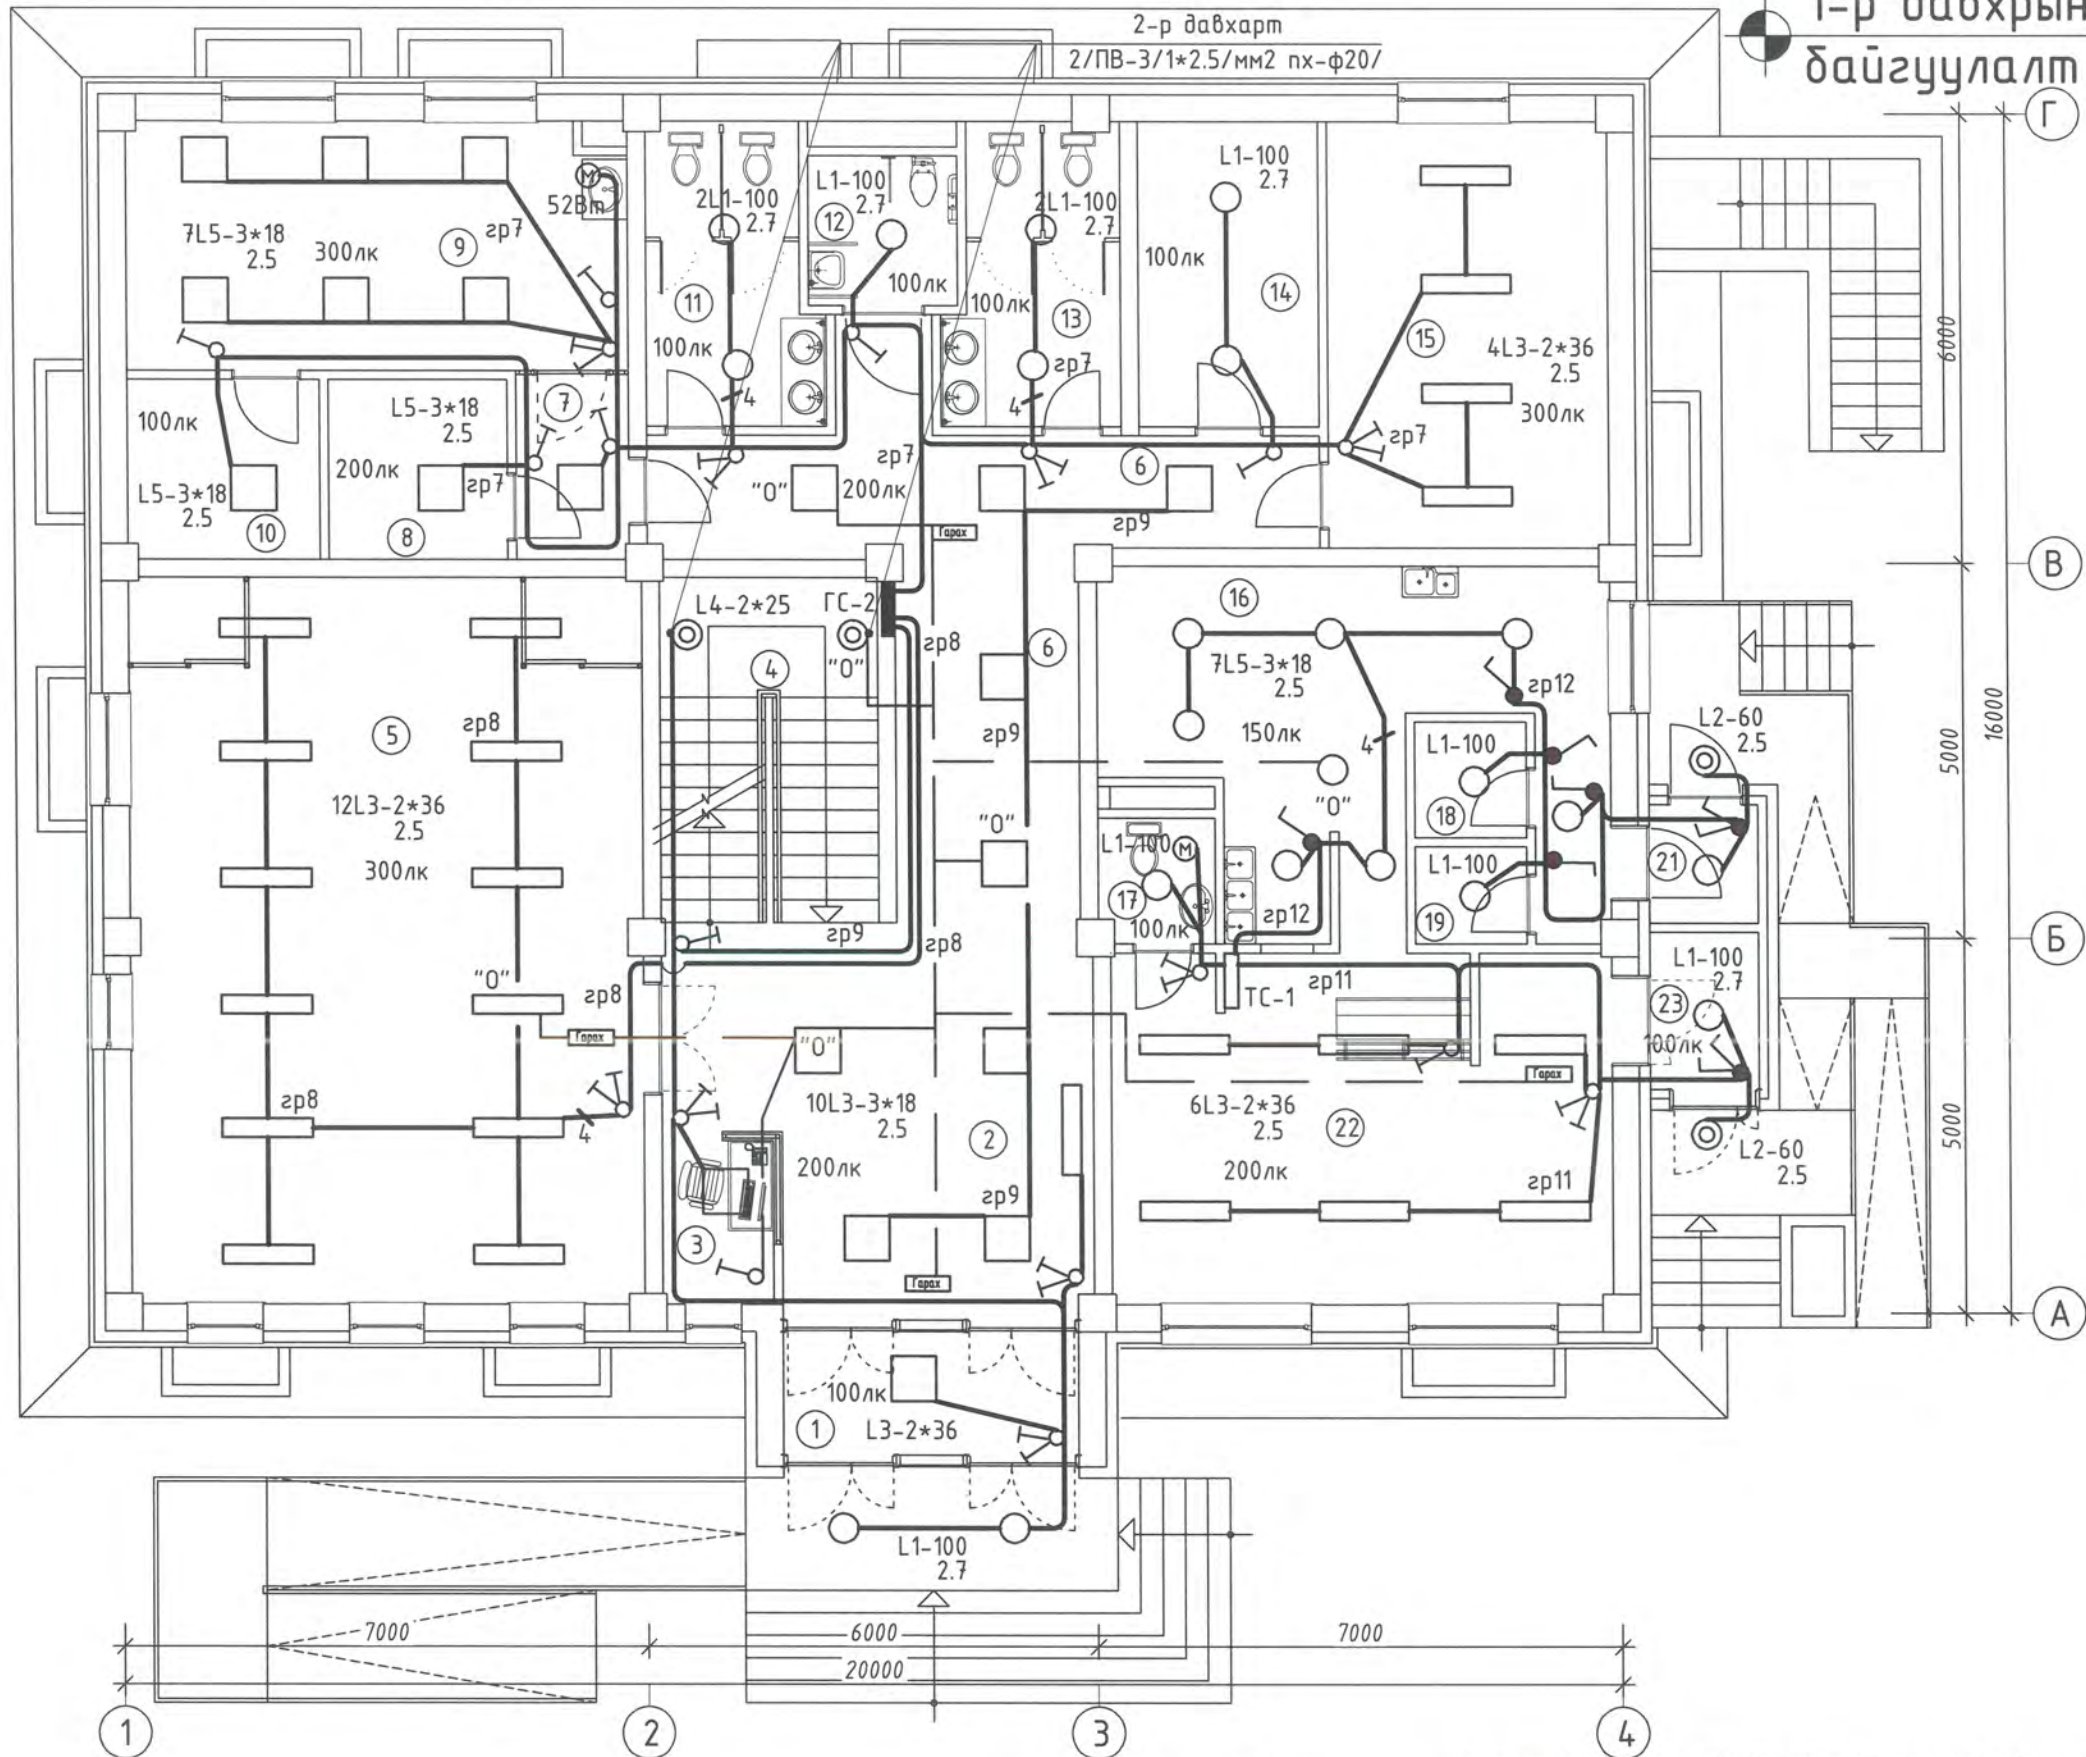 2-р давхарт
2/ПВ-3/1*2.5/мм2 пх-ф20/
1-р давхрын
байгуулалт
Г
7L5-3*18
2.5
300лк
9
гр7
M
52Вт
2L1-100
2.7
11
100лк
4
L1-100
2.7
12
100лк
2L1-100
2.7
100лк
13
гр7
4
L1-100
2.7
100лк
14
15
4L3-2*36
2.5
300лк
гр7
6000
100лк
L5-3*18
2.5
10
L5-3*18
2.5
200лк
гр7
8
7
"О"
гр7
200лк
6
гр9
Гарах
В
L4-2*25
ГС-2
"О"
4
гр8
6
гр9
16
7L5-3*18
2.5
150лк
4
"О"
гр12
L1-100
18
L1-100
19
L2-60
2.5
21
5000
16000
5
гр8
12L3-2*36
2.5
300лк
"О"
гр8
Гарах
гр8
4
гр9
гр8
"О"
L1-100
M
17
100лк
гр12
Б
ТС-1
гр11
L1-100
2.7
23
100лк
"О"
10L3-3*18
2.5
200лк
2
гр9
3
Гарах
Гарах
6L3-2*36
2.5
22
200лк
гр11
L2-60
2.5
5000
А
100лк
1
L3-2*36
L1-100
2.7
7000
6000
7000
20000
1
2
3
4